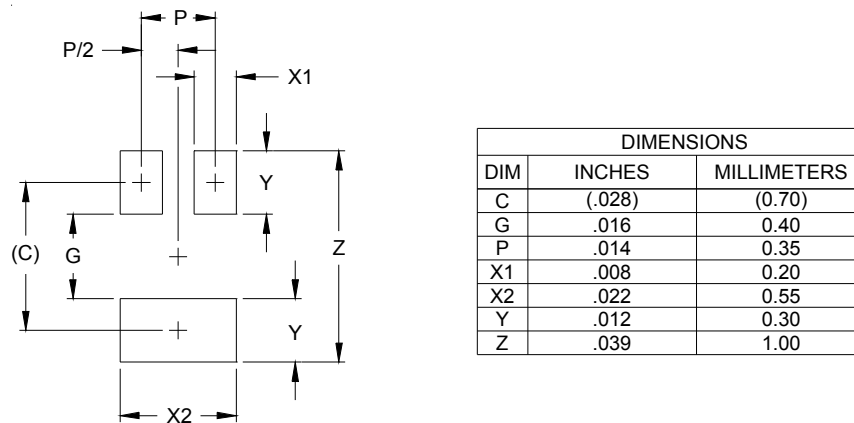 P
P/2
X1
Y
(C)
G
Z
Y
X2
DIMENSIONS
DIM INCHES MILLIMETERS
C (.028) (0.70)
G .016 0.40
P .014 0.35
X1 .008 0.20
X2 .022 0.55
Y .012 0.30
Z .039 1.00